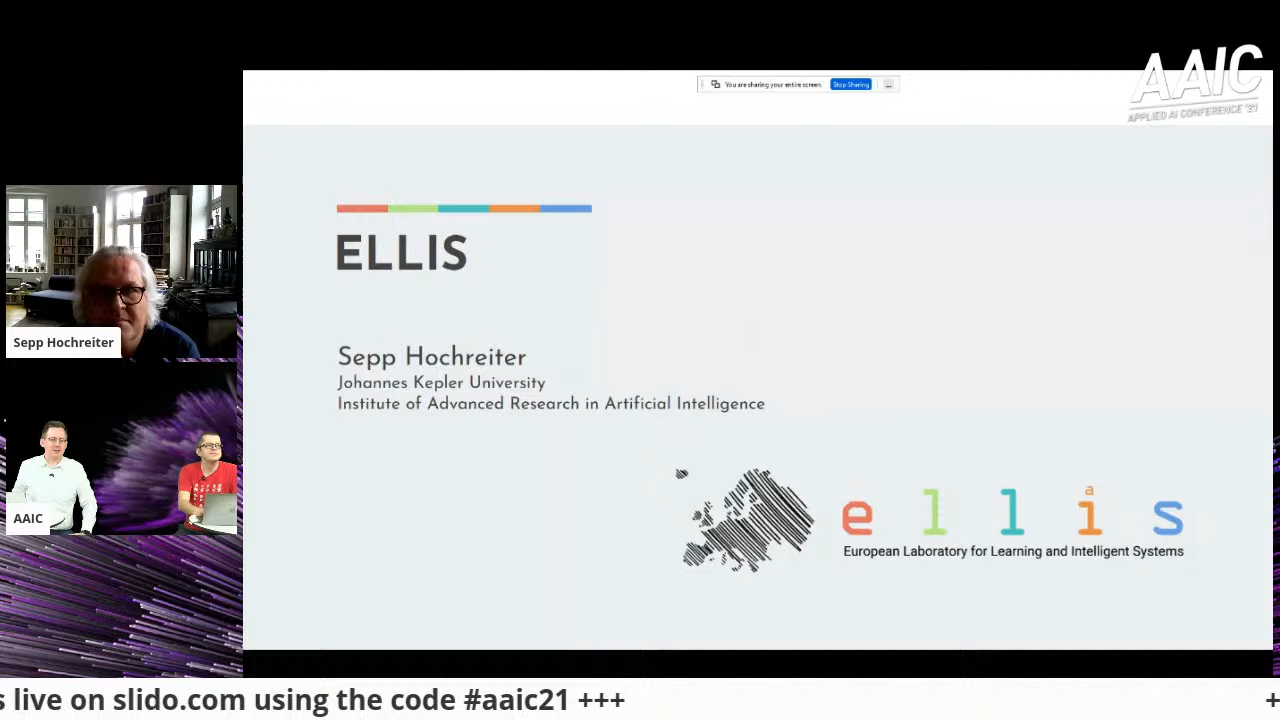 AAIC
APPLIED AI CONFERENCE '21
You are sharing your entire screen.
Stop Sharing
ELLIS
Sepp Hochreiter
Johannes Kepler University
Institute of Advanced Research in Artificial Intelligence
e l l i s
a
European Laboratory for Learning and Intelligent Systems
Sepp Hochreiter
AAIC
s live on slido.com using the code #aaic21 +++
+